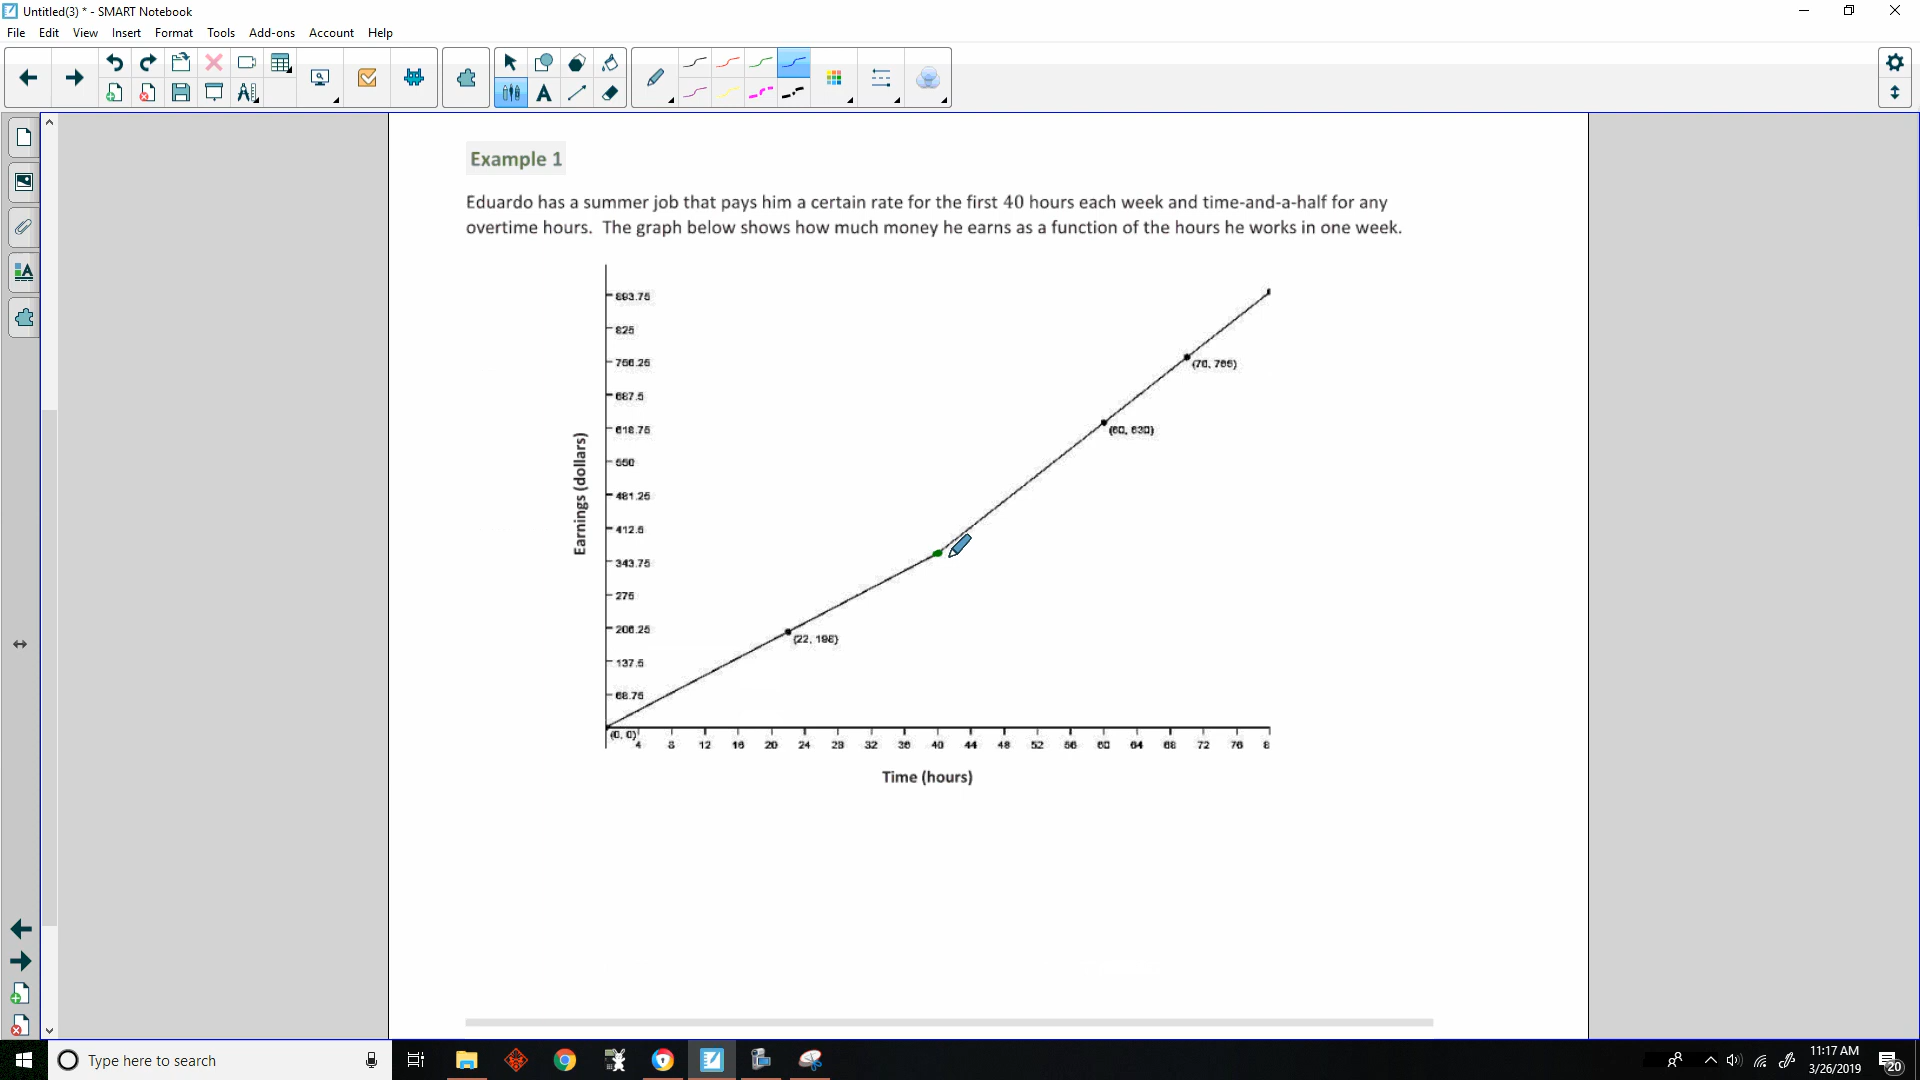 Untitled(3) * - SMART Notebook
File Edit View Insert Format Tools Add-ons Account Help
Example 1
Eduardo has a summer job that pays him a certain rate for the first 40 hours each week and time-and-a-half for any
overtime hours. The graph below shows how much money he earns as a function of the hours he works in one week.
893.75
825
756.25
(70, 765)
687.5
618.75
(60, 630)
550
481.25
412.5
343.75
275
206.25
(22, 198)
137.5
68.75
(0, 0)
4 8 12 16 20 24 28 32 36 40 44 48 52 56 60 64 68 72 76 8
Earnings (dollars)
Time (hours)
Type here to search
11:17 AM
3/26/2019
20